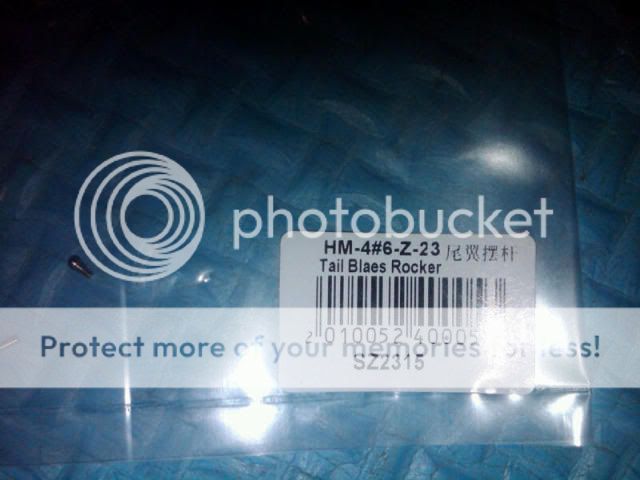 photobucket
HM-4#6-Z-23 尾翼摆杆
Tail Blaes Rocker
Protect more of your memories for less!
SZ2315